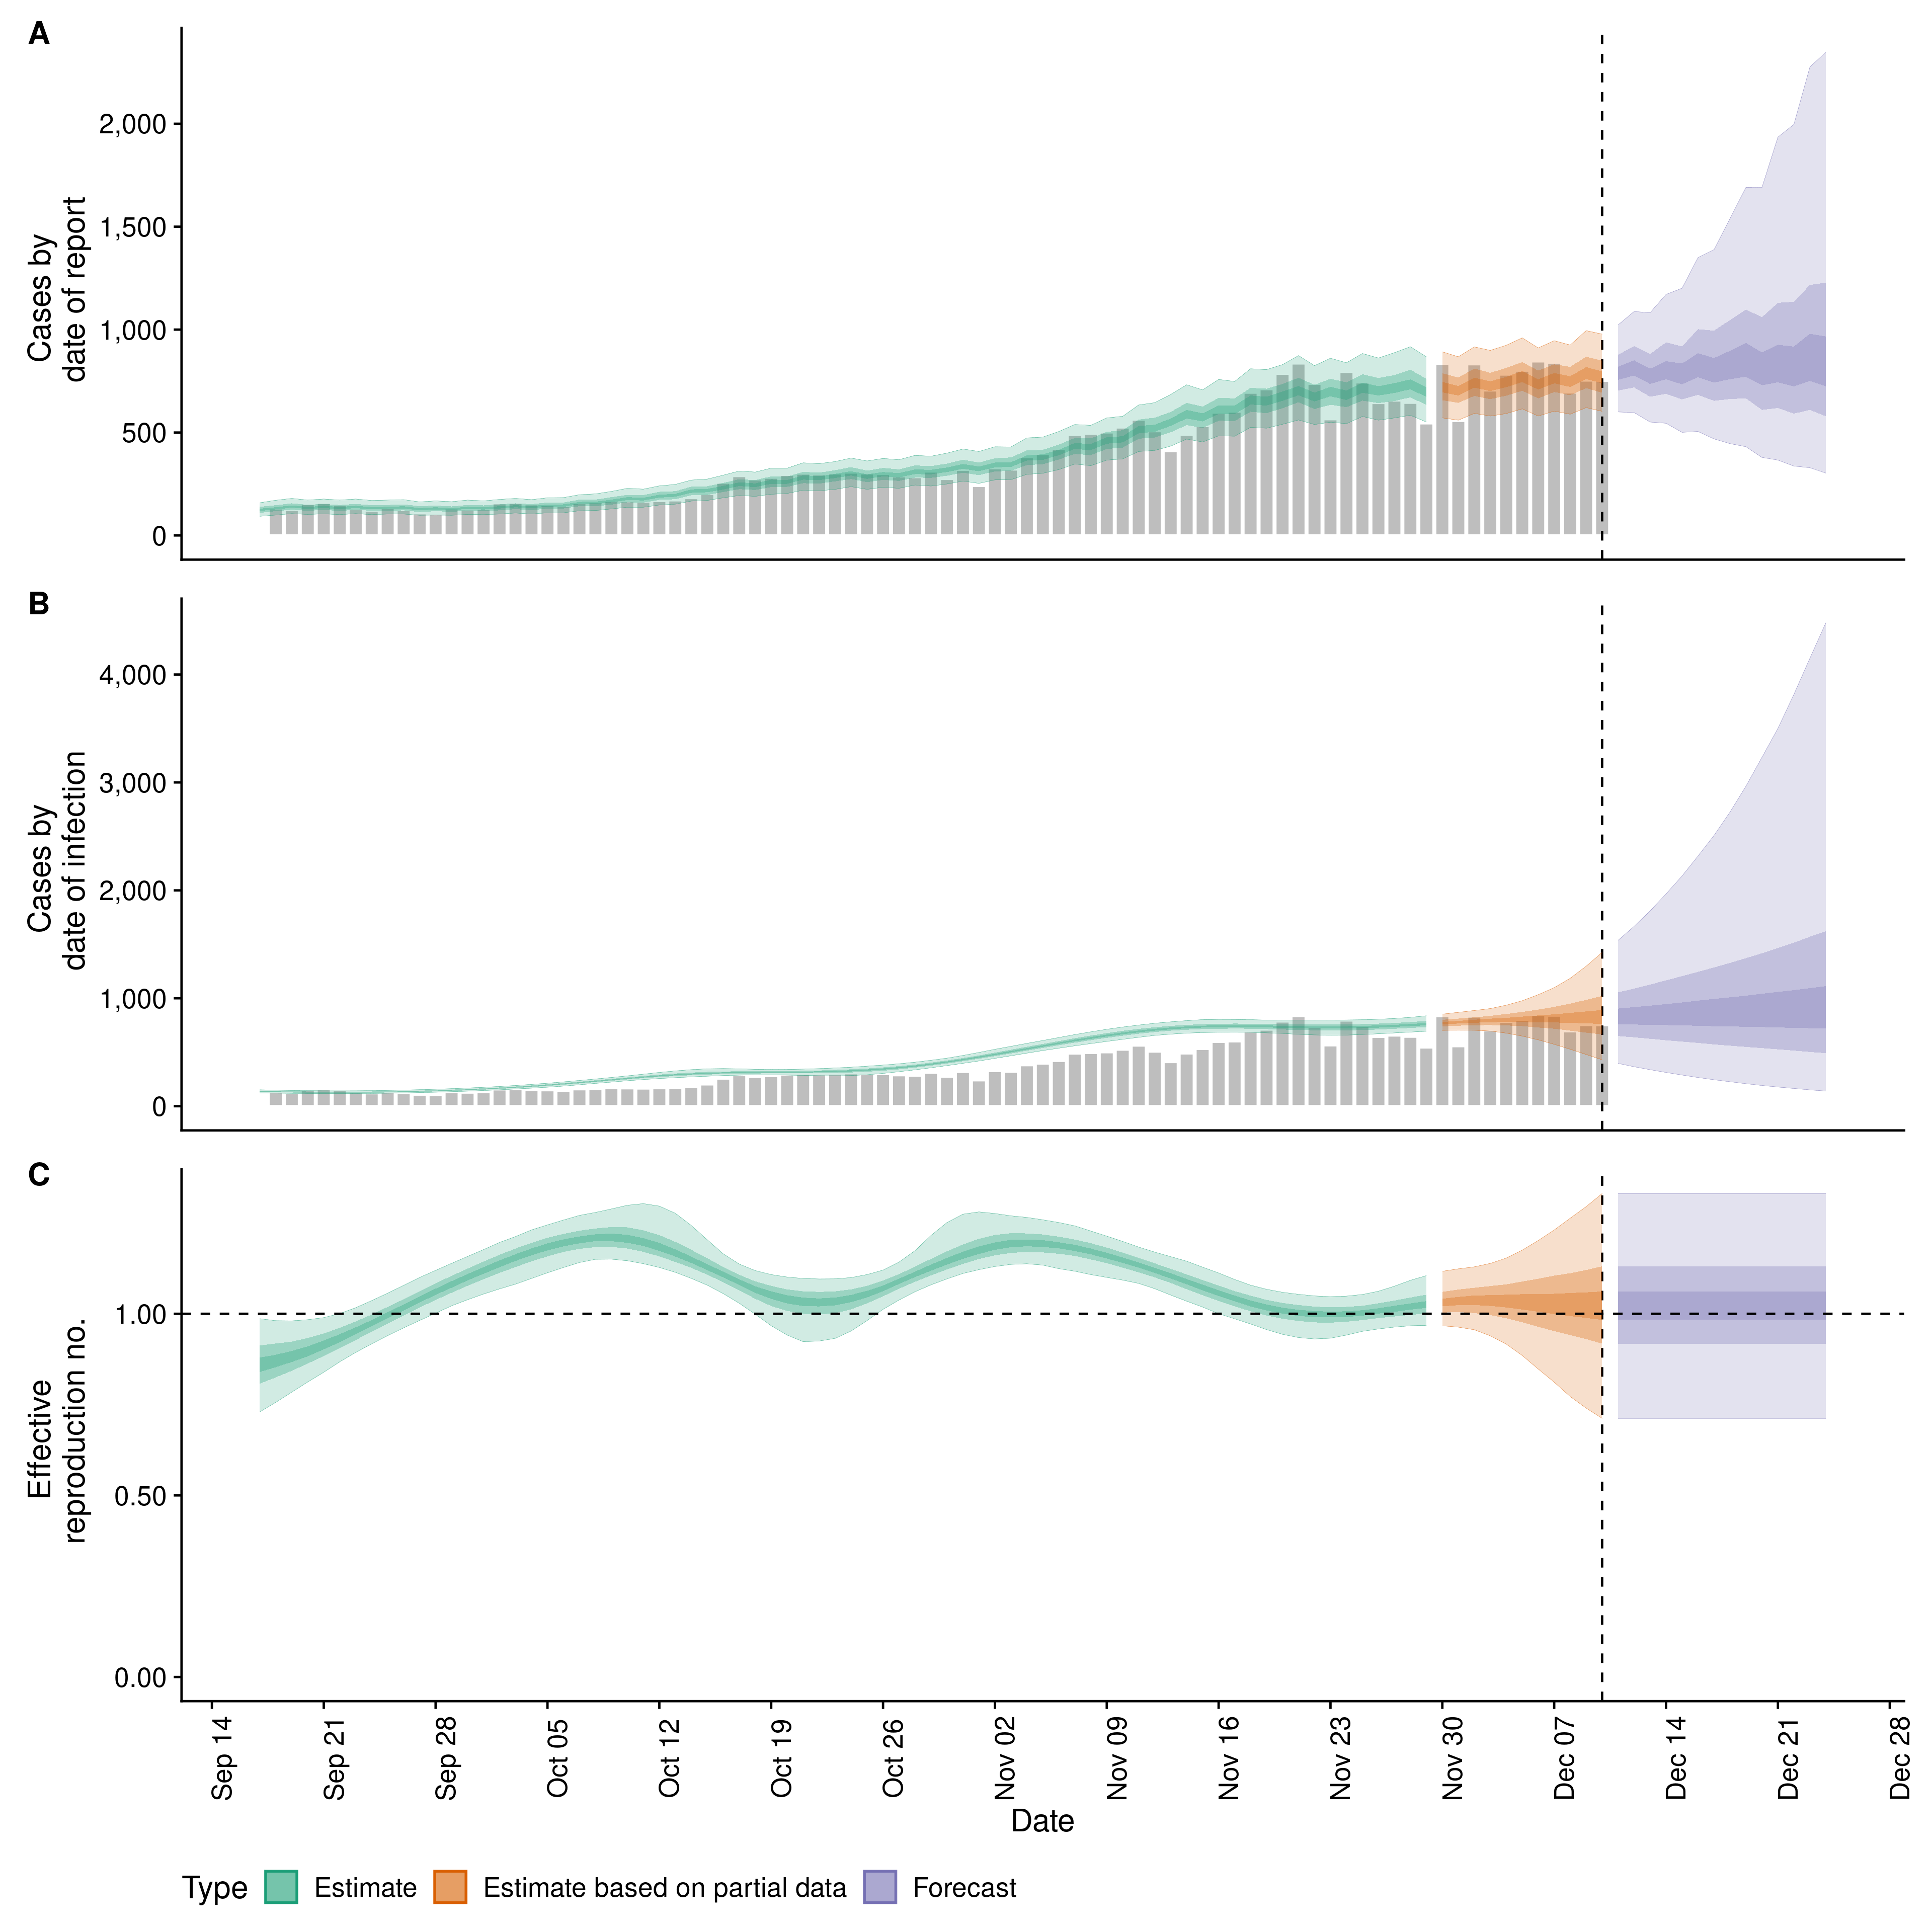 A
Cases by
date of report
2,000
1,500
1,000
500
0
B
Cases by
date of infection
4,000
3,000
2,000
1,000
0
C
Effective
reproduction no.
1.00
0.50
0.00
Sep 14
Sep 21
Sep 28
Oct 05
Oct 12
Oct 19
Oct 26
Nov 02
Nov 09
Nov 16
Nov 23
Nov 30
Dec 07
Dec 14
Dec 21
Dec 28
Date
Type Estimate Estimate based on partial data Forecast